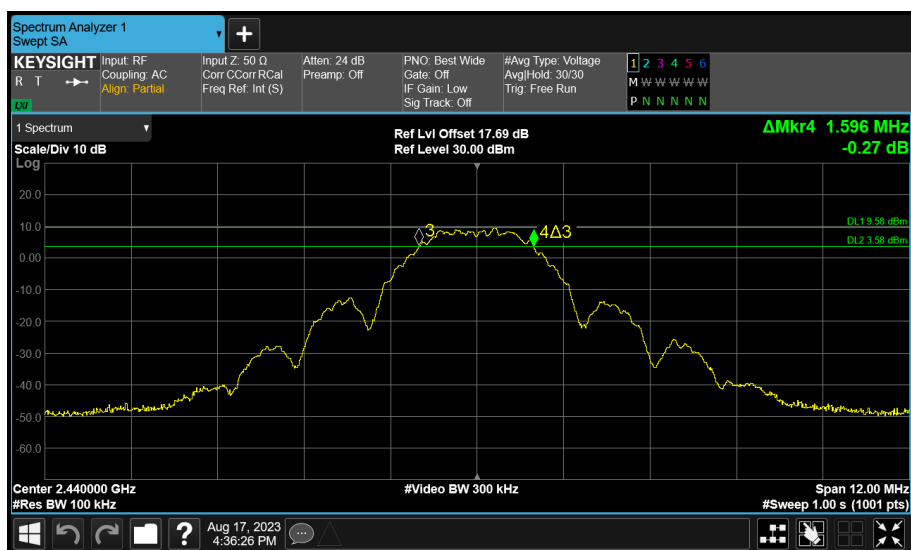 Spectrum Analyzer 1
Swept SA
+
KEYSIGHT
R T
LXI
Input: RF
Coupling: AC
Align: Partial
Input Z: 50 Ω
Corr CCorr RCal
Freq Ref: Int (S)
Atten: 24 dB
Preamp: Off
PNO: Best Wide
Gate: Off
IF Gain: Low
Sig Track: Off
#Avg Type: Voltage
Avg|Hold: 30/30
Trig: Free Run
1 2 3 4 5 6
M W W W W W
P N N N N N
1 Spectrum
Scale/Div 10 dB
Log
Ref Lvl Offset 17.69 dB
Ref Level 30.00 dBm
ΔMkr4 1.596 MHz
-0.27 dB
20.0
10.0
0.00
-10.0
-20.0
-30.0
-40.0
-50.0
-60.0
3
4Δ3
DL1 9.58 dBm
DL2 3.58 dBm
Center 2.440000 GHz
#Res BW 100 kHz
#Video BW 300 kHz
Span 12.00 MHz
#Sweep 1.00 s (1001 pts)
?
Aug 17, 2023
4:36:26 PM